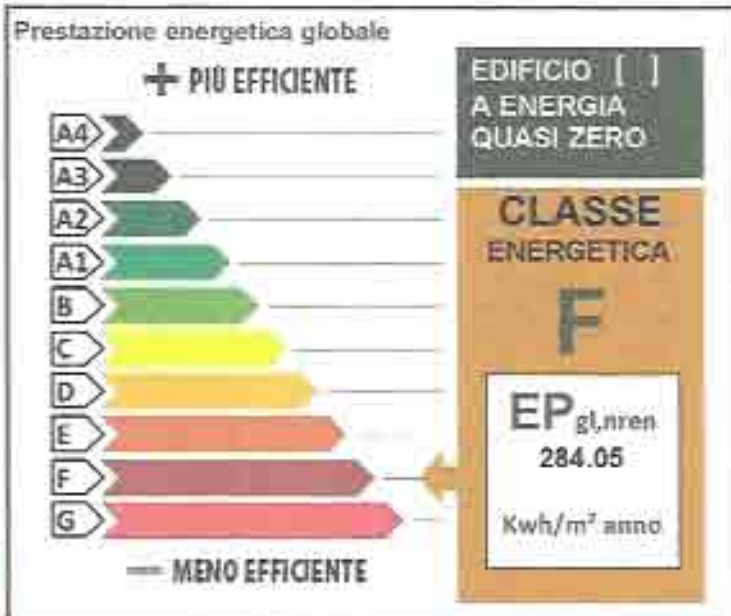 Prestazione energetica globale
+ PIÙ EFFICIENTE
A4
A3
A2
A1
B
C
D
E
F
G
— MENO EFFICIENTE
EDIFICIO [ ]
A ENERGIA
QUASI ZERO
CLASSE
ENERGETICA
F
EPgl,nren
284.05
Kwh/m² anno